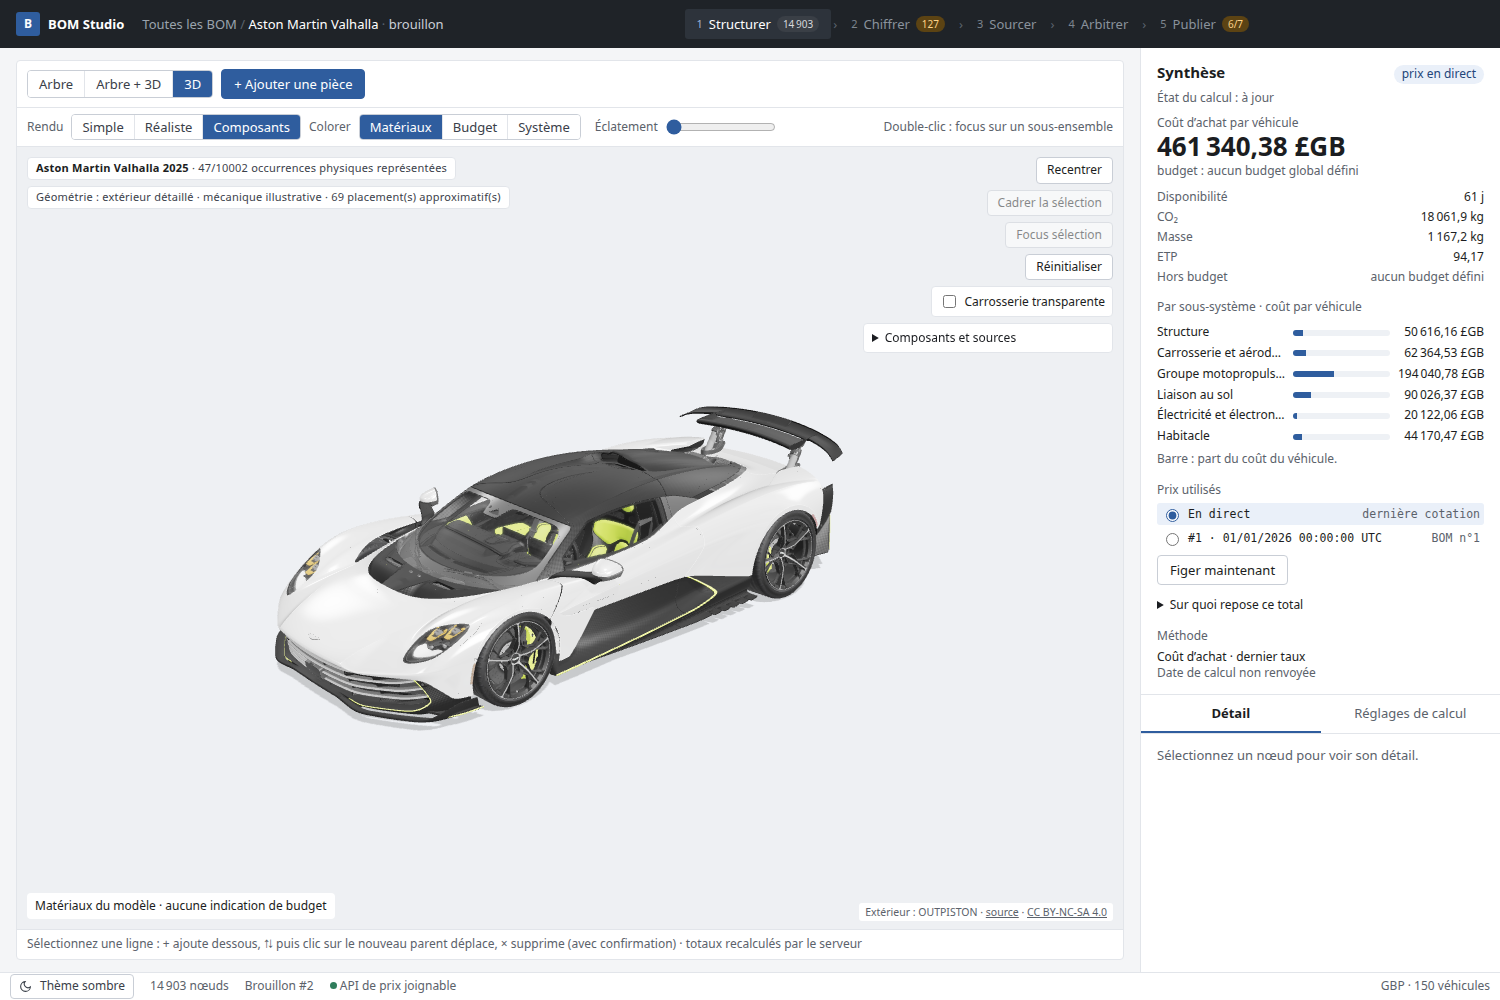 B BOM Studio Toutes les BOM / Aston Martin Valhalla · brouillon 1 Structurer 14 903 › 2 Chiffrer 127 › 3 Sourcer › 4 Arbitrer › 5 Publier 6/7
Arbre Arbre + 3D 3D + Ajouter une pièce
Rendu Simple Réaliste Composants Colorer Matériaux Budget Système Éclatement Double-clic : focus sur un sous-ensemble
Aston Martin Valhalla 2025 · 47/10002 occurrences physiques représentées
Géométrie : extérieur détaillé · mécanique illustrative · 69 placement(s) approximatif(s)
Recentrer
Cadrer la sélection
Focus sélection
Réinitialiser
Carrosserie transparente
▶ Composants et sources
Matériaux du modèle · aucune indication de budget
Extérieur : OUTPISTON · source · CC BY-NC-SA 4.0
Sélectionnez une ligne : + ajoute dessous, ⇅ puis clic sur le nouveau parent déplace, × supprime (avec confirmation) · totaux recalculés par le serveur
Synthèse prix en direct
État du calcul : à jour
Coût d’achat par véhicule
461 340,38 £GB
budget : aucun budget global défini
Disponibilité 61 j
CO₂ 18 061,9 kg
Masse 1 167,2 kg
ETP 94,17
Hors budget aucun budget défini
Par sous-système · coût par véhicule
Structure 50 616,16 £GB
Carrosserie et aérod… 62 364,53 £GB
Groupe motopropuls… 194 040,78 £GB
Liaison au sol 90 026,37 £GB
Électricité et électron… 20 122,06 £GB
Habitacle 44 170,47 £GB
Barre : part du coût du véhicule.
Prix utilisés
En direct dernière cotation
#1 · 01/01/2026 00:00:00 UTC BOM n°1
Figer maintenant
▶ Sur quoi repose ce total
Méthode
Coût d’achat · dernier taux
Date de calcul non renvoyée
Détail Réglages de calcul
Sélectionnez un nœud pour voir son détail.
Thème sombre 14 903 nœuds Brouillon #2 API de prix joignable GBP · 150 véhicules